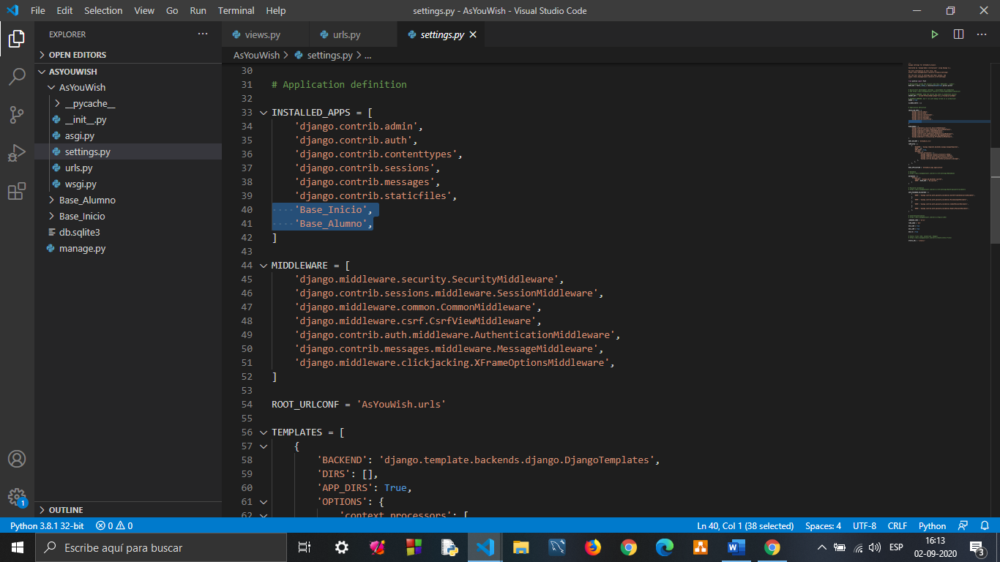 File Edit Selection View Go Run Terminal Help settings.py - AsYouWish - Visual Studio Code
EXPLORER ···
OPEN EDITORS
ASYOUWISH
AsYouWish
__pycache__
__init__.py
asgi.py
settings.py
urls.py
wsgi.py
Base_Alumno
Base_Inicio
db.sqlite3
manage.py
OUTLINE
views.py urls.py settings.py
AsYouWish > settings.py > ...
30
31 # Application definition
32
33 INSTALLED_APPS = [
34 'django.contrib.admin',
35 'django.contrib.auth',
36 'django.contrib.contenttypes',
37 'django.contrib.sessions',
38 'django.contrib.messages',
39 'django.contrib.staticfiles',
40 'Base_Inicio',
41 'Base_Alumno',
42 ]
43
44 MIDDLEWARE = [
45 'django.middleware.security.SecurityMiddleware',
46 'django.contrib.sessions.middleware.SessionMiddleware',
47 'django.middleware.common.CommonMiddleware',
48 'django.middleware.csrf.CsrfViewMiddleware',
49 'django.contrib.auth.middleware.AuthenticationMiddleware',
50 'django.contrib.messages.middleware.MessageMiddleware',
51 'django.middleware.clickjacking.XFrameOptionsMiddleware',
52 ]
53
54 ROOT_URLCONF = 'AsYouWish.urls'
55
56 TEMPLATES = [
57 {
58 'BACKEND': 'django.template.backends.django.DjangoTemplates',
59 'DIRS': [],
60 'APP_DIRS': True,
61 'OPTIONS': {
62 'context_processors': [
1
Python 3.8.1 32-bit 0 0 Ln 40, Col 1 (38 selected) Spaces: 4 UTF-8 CRLF Python
Escribe aquí para buscar
ESP
16:13
02-09-2020
3